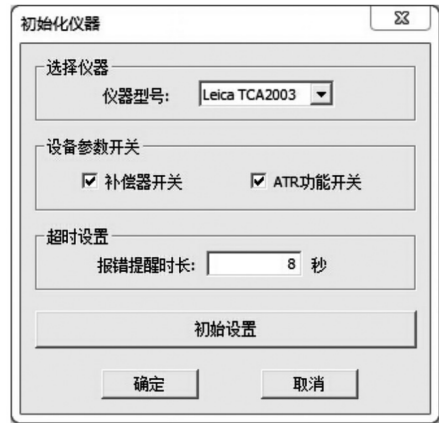 初始化仪器
选择仪器
仪器型号: Leica TCA2003
设备参数开关
补偿器开关 ATR功能开关
超时设置
报错提醒时长: 8 秒
初始设置
确定 取消